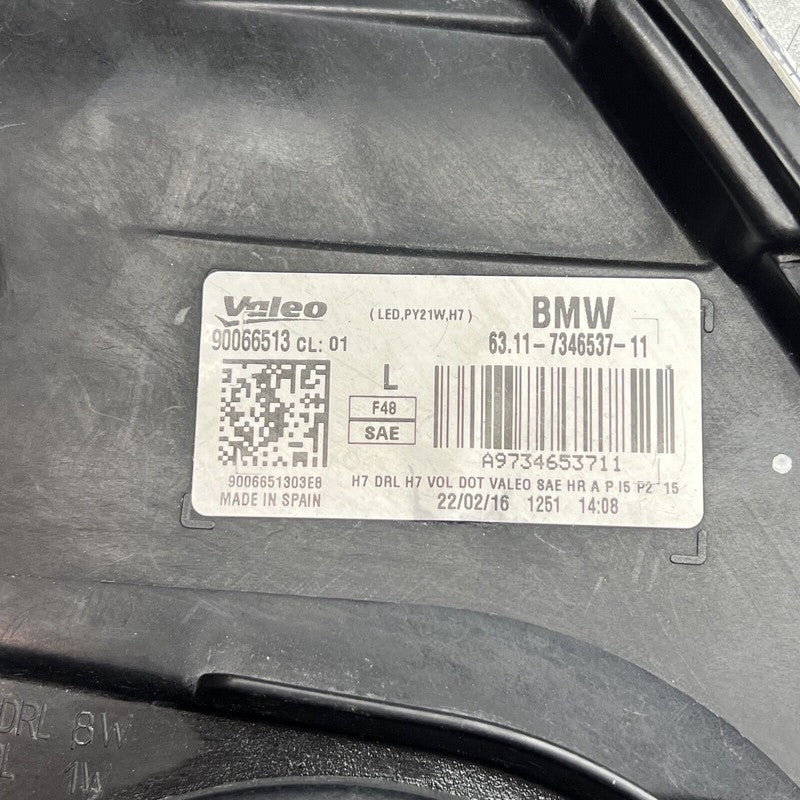 Valeo (LED,PY21W,H7) BMW
90066513 CL: 01 63.11-7346537-11
L
F48
SAE
A9734653711
9006651303E8 H7 DRL H7 VOL DOT VALEO SAE HR A P I5 P2 15
MADE IN SPAIN 22/02/16 1251 14:08
DRL 8W
1W